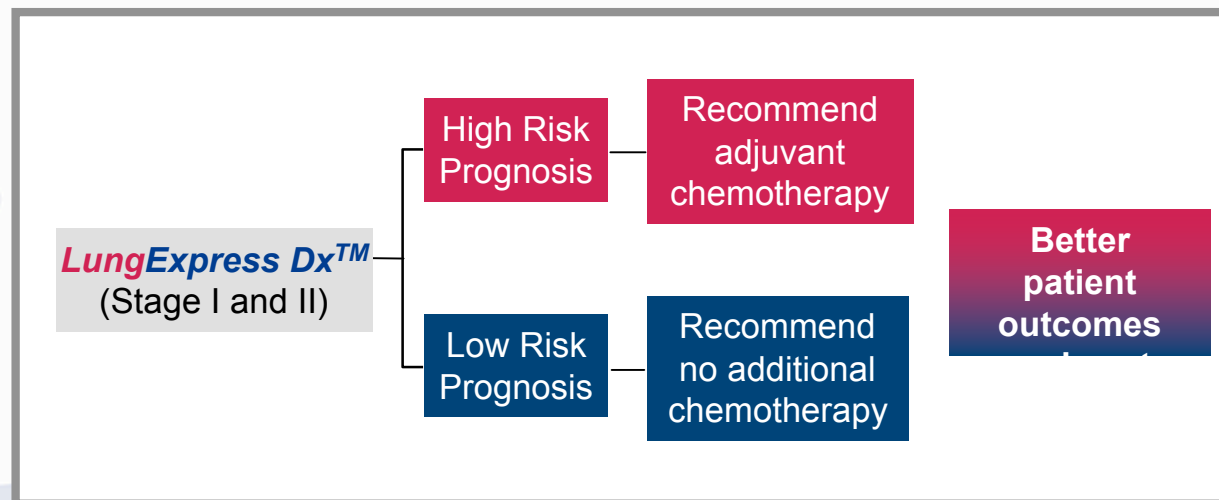 High Risk
Prognosis
Recommend
adjuvant
chemotherapy
LungExpress Dx™
(Stage I and II)
Better
patient
outcomes
Low Risk
Prognosis
Recommend
no additional
chemotherapy